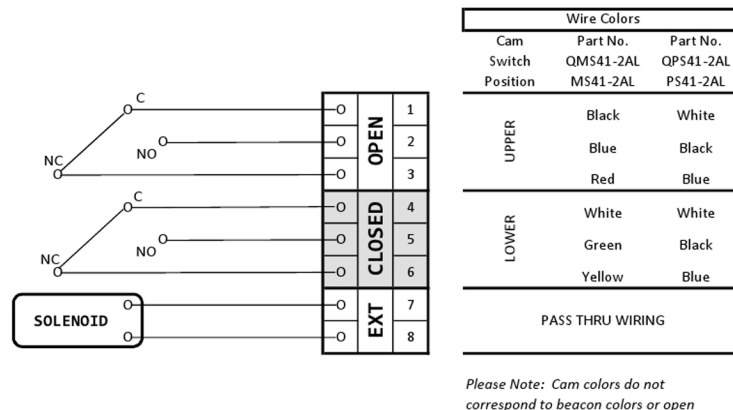 C
NO
NC
C
NO
NC
SOLENOID
OPEN
1
2
3
CLOSED
4
5
6
EXT
7
8
Wire Colors
Cam Part No. Part No.
Switch QMS41-2AL QPS41-2AL
Position MS41-2AL PS41-2AL
UPPER
Black White
Blue Black
Red Blue
LOWER
White White
Green Black
Yellow Blue
PASS THRU WIRING
Please Note: Cam colors do not
correspond to beacon colors or open